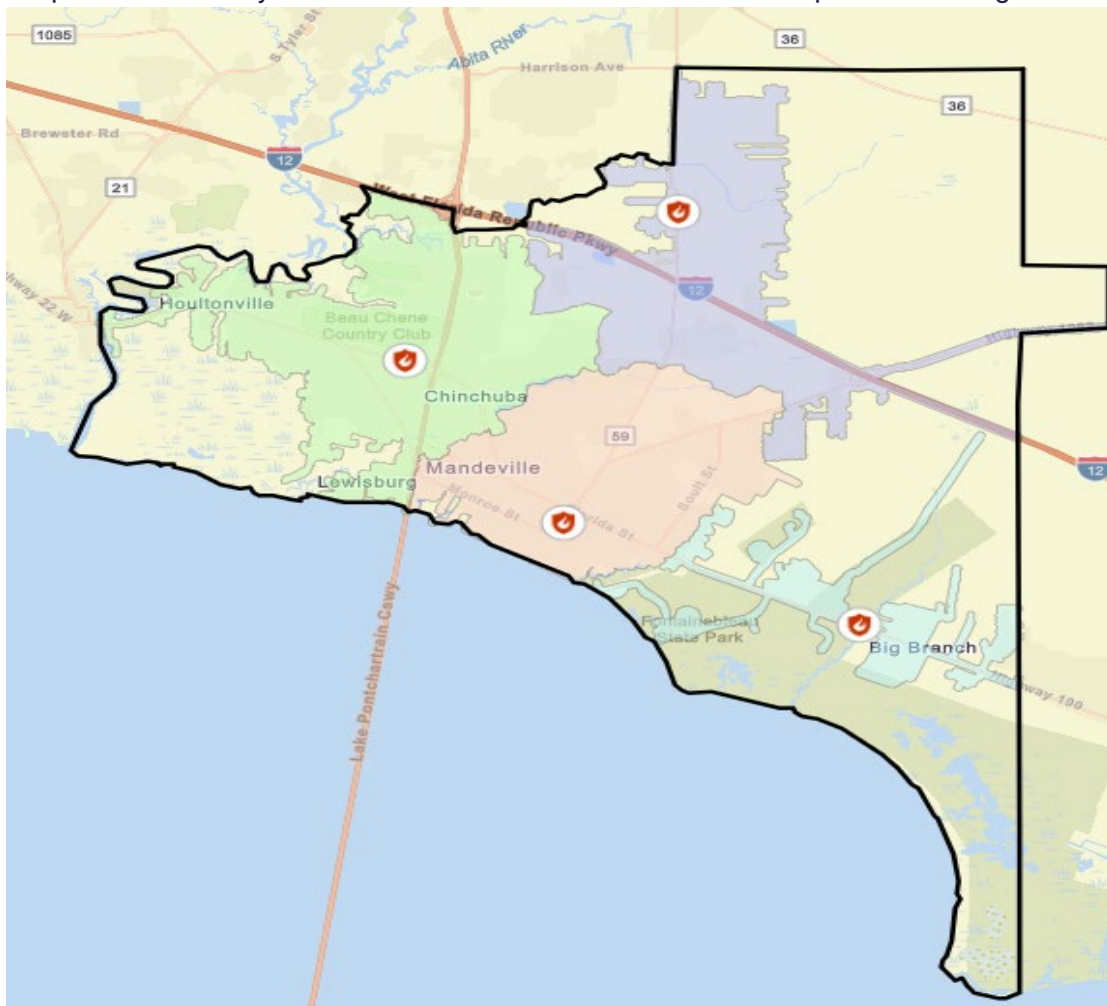 1085
S Tyler St
Abita River
36
Harrison Ave
36
Brewster Rd
12
21
West Florida Republic Pkwy
12
Highway 22 W
Houltonville
Beau Chene
Country Club
Chinchuba
59
Mandeville
12
Lewisburg
Monroe St
Florida St
Soult St
Fontainebleau
State Park
Big Branch
Highway 190
Lake Pontchartrain Cswy